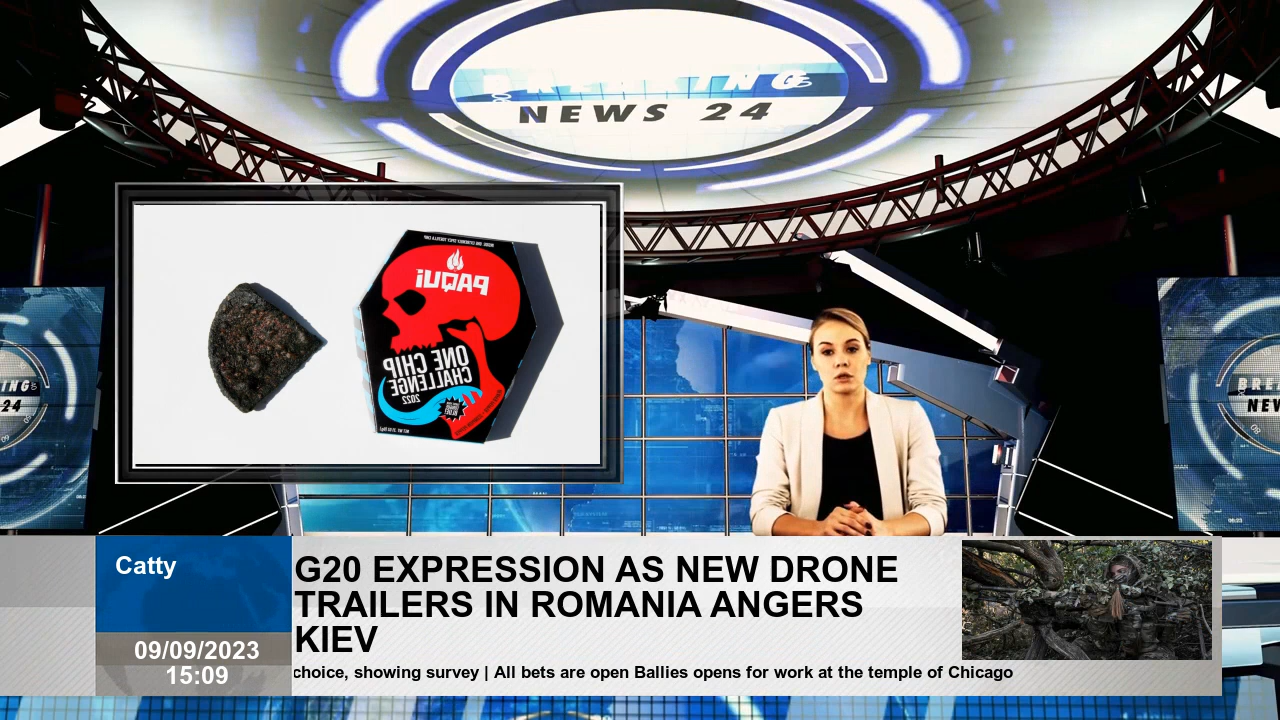 BREAKING
NEWS 24
PAQUI
ONE CHIP
CHALLENGE
2022
Catty
G20 EXPRESSION AS NEW DRONE
TRAILERS IN ROMANIA ANGERS
KIEV
09/09/2023
15:09
choice, showing survey | All bets are open Ballies opens for work at the temple of Chicago